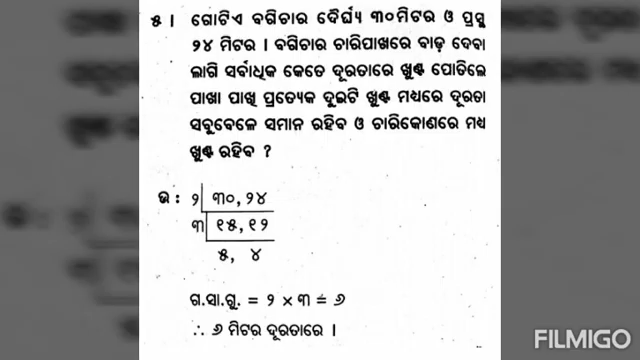 ୫ । ଗୋଟିଏ ବଗିଚାର ଦୈର୍ଘ୍ୟ ୩୦ମିଟର ଓ ପ୍ରସ୍ଥ
୨୪ ମିଟର । ବଗିଚାର ଚାରିପାଖରେ ବାଡ଼ ଦେବା
ଲାଗି ସର୍ବାଧିକ କେତେ ଦୂରତାରେ ଖୁଣ୍ଟ ପୋତିଲେ
ପାଖା ପାଖି ପ୍ରତ୍ୟେକ ଦୁଇଟି ଖୁଣ୍ଟ ମଧ୍ୟରେ ଦୂରତା
ସବୁବେଳେ ସମାନ ରହିବ ଓ ଚାରିକୋଣରେ ମଧ୍ୟ
ଖୁଣ୍ଟ ରହିବ ?
ଉ : ୨ ୩୦, ୨୪
୩ ୧୫, ୧୨
୫, ୪
ଗ.ସା.ଗୁ. = ୨ × ୩ = ୬
∴ ୬ ମିଟର ଦୂରତାରେ ।
FILMIGO